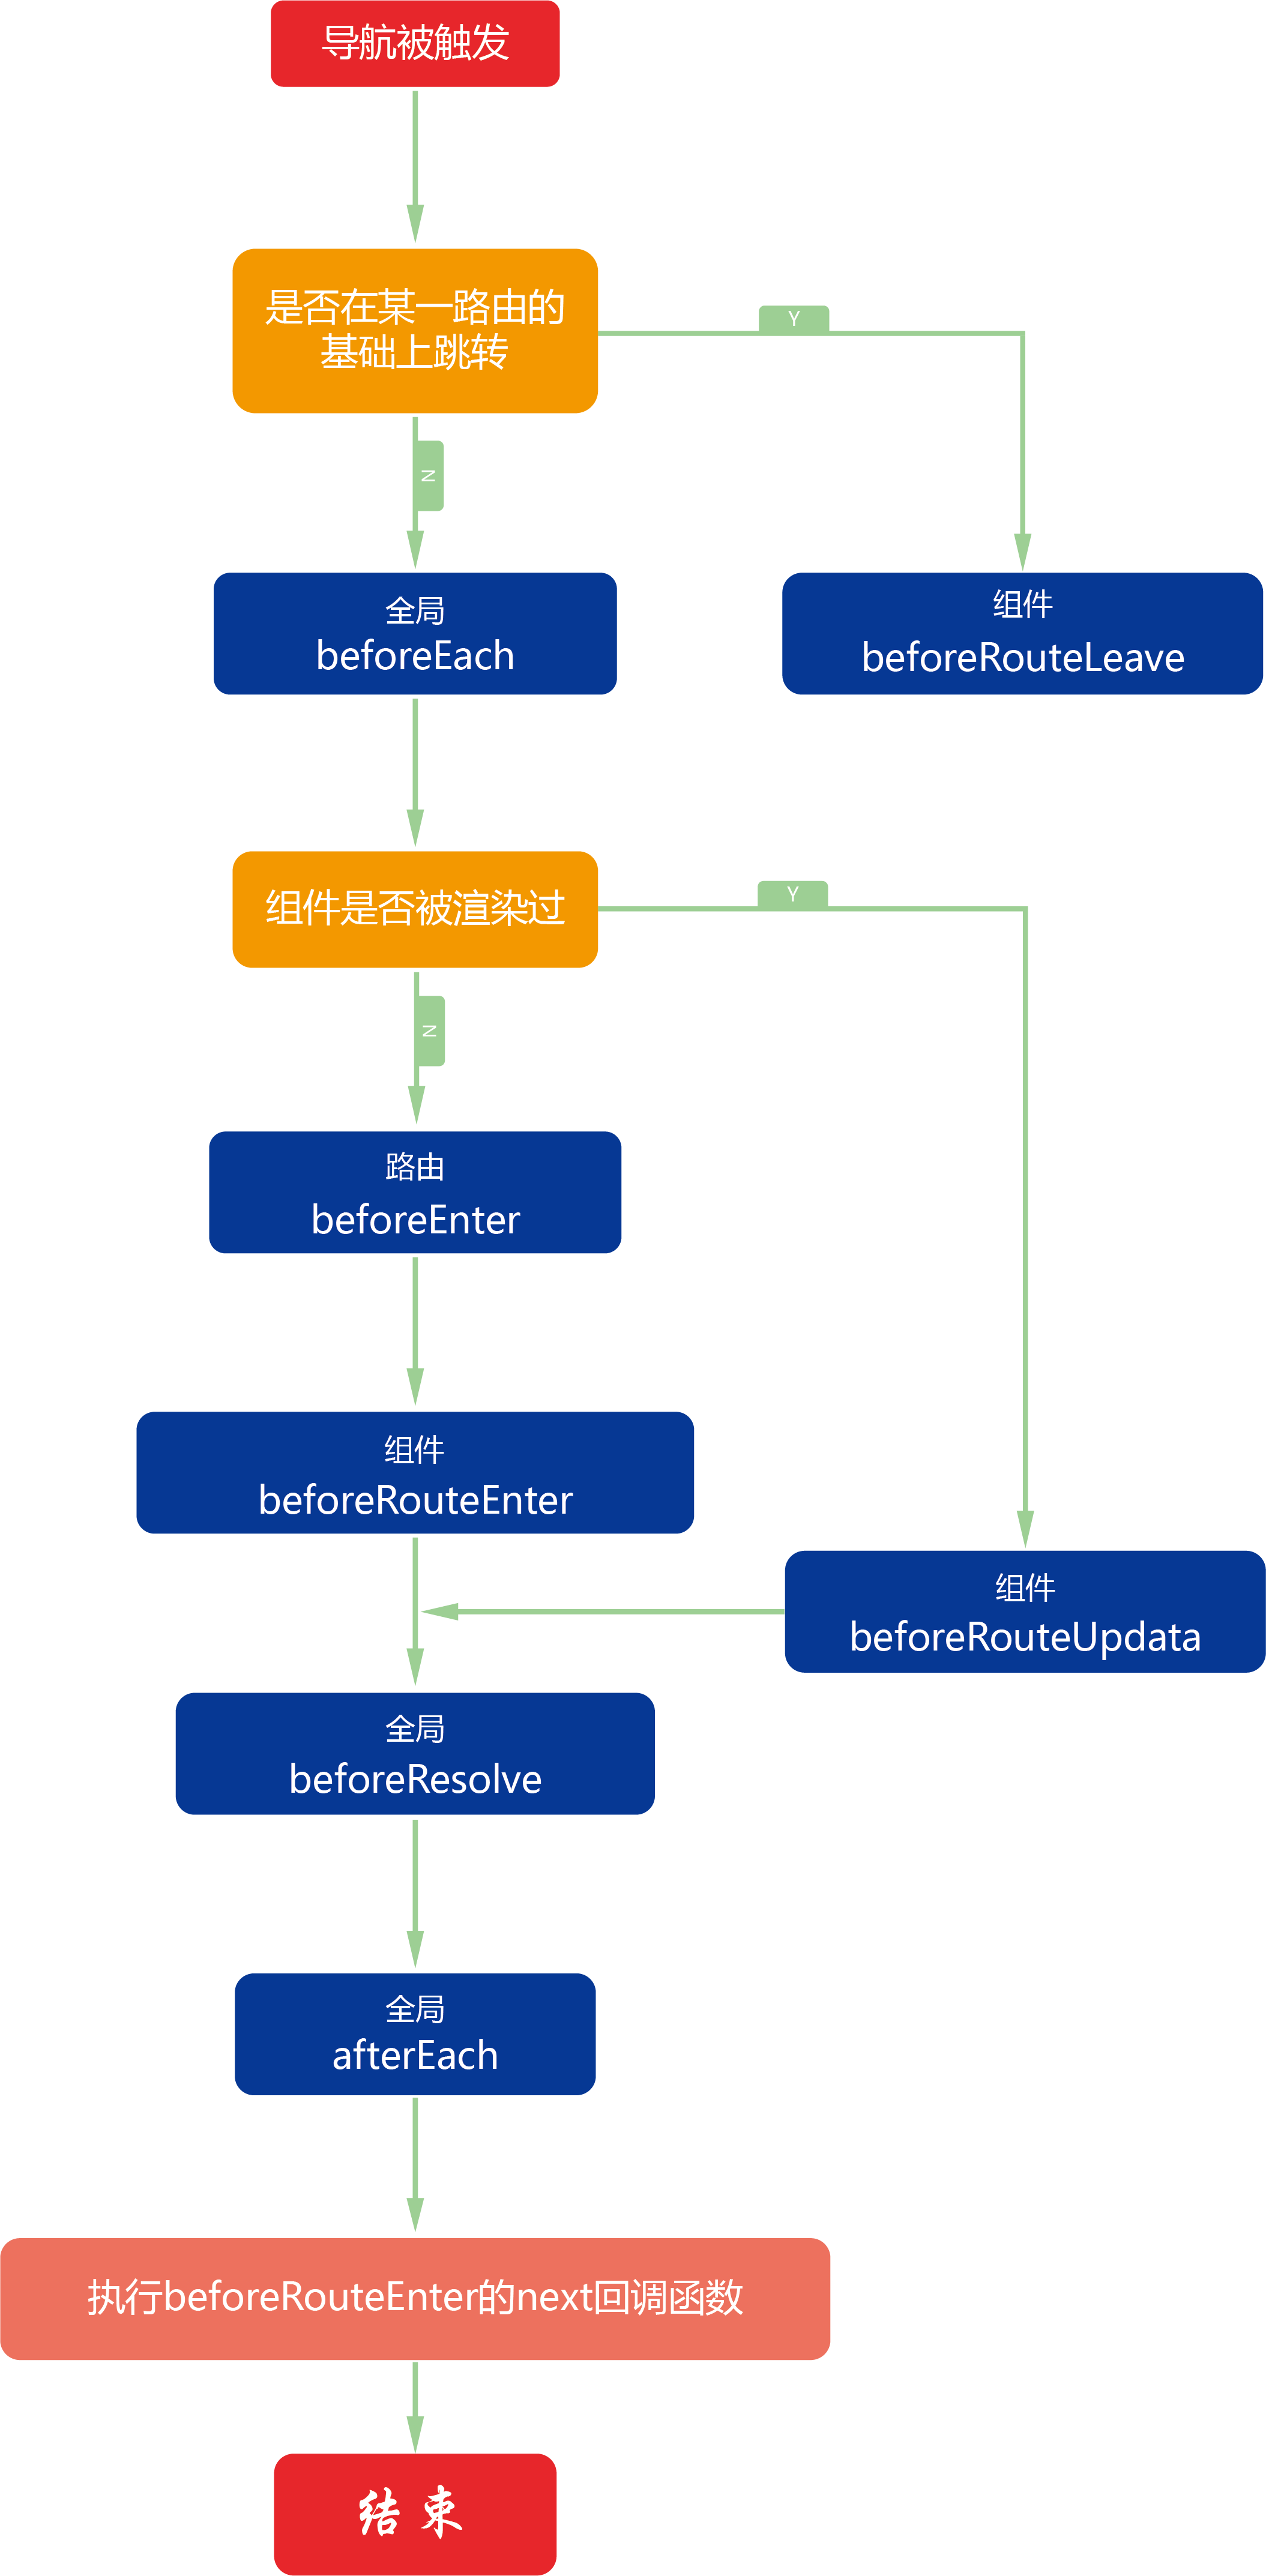 导航被触发
是否在某一路由的
基础上跳转
Y
N
全局
beforeEach
组件
beforeRouteLeave
组件是否被渲染过
Y
N
路由
beforeEnter
组件
beforeRouteEnter
组件
beforeRouteUpdata
全局
beforeResolve
全局
afterEach
执行beforeRouteEnter的next回调函数
结束